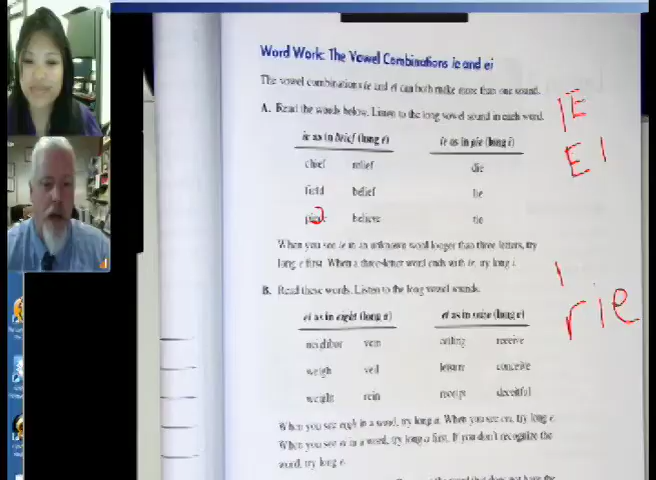 Word Work: The Vowel Combinations ie and ei
The vowel combinations ie and ei can both make more than one sound.
A. Read the words below. Listen to the long vowel sound in each word.
ie as in brief (long e) ie as in pie (long i)
chief relief die
field belief lie
believe tie
When you see ie in an unknown word longer than three letters, try
long e first. When a three-letter word ends with ie, try long i.
B. Read these words. Listen to the long vowel sounds.
ei as in eight (long a) ei as in seize (long e)
neighbor vein ceiling receive
weigh veil leisure conceive
weight rein receipt deceitful
When you see eigh in a word, try long a. When you see cei, try long e.
When you see ei in a word, try long a first. If you don't recognize the
word, try long e.
IE
EI
I
rie